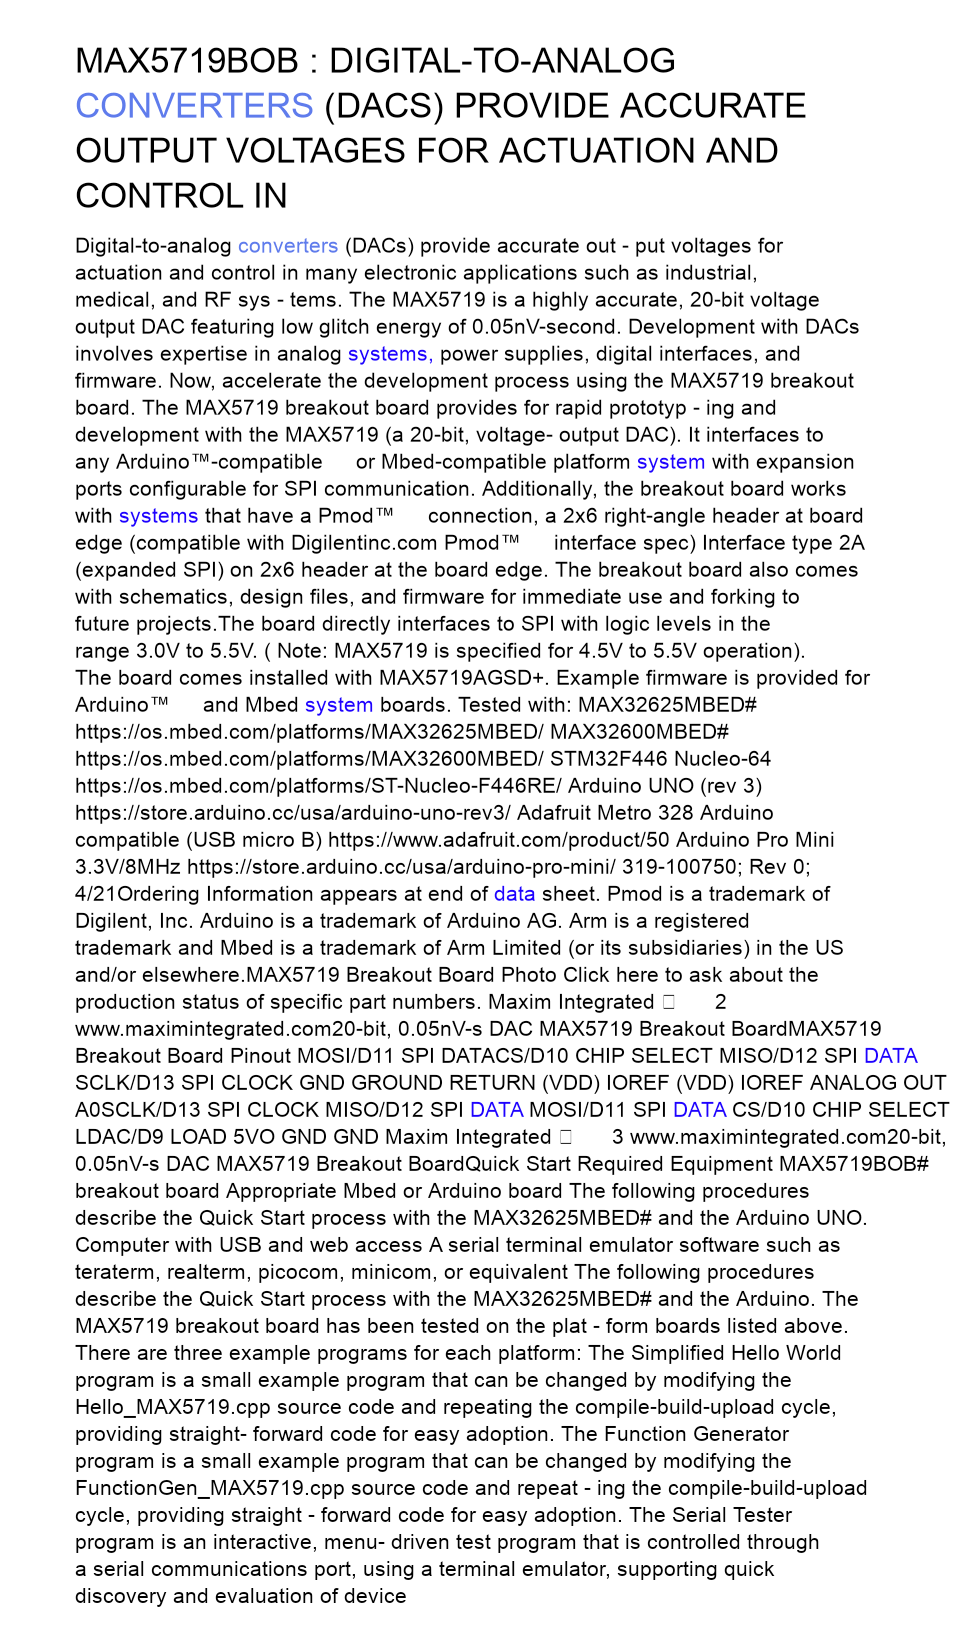 MAX5719BOB : DIGITAL-TO-ANALOG
CONVERTERS (DACS) PROVIDE ACCURATE
OUTPUT VOLTAGES FOR ACTUATION AND
CONTROL IN
Digital-to-analog converters (DACs) provide accurate out - put voltages for
actuation and control in many electronic applications such as industrial,
medical, and RF sys - tems. The MAX5719 is a highly accurate, 20-bit voltage
output DAC featuring low glitch energy of 0.05nV-second. Development with DACs
involves expertise in analog systems, power supplies, digital interfaces, and
firmware. Now, accelerate the development process using the MAX5719 breakout
board. The MAX5719 breakout board provides for rapid prototyp - ing and
development with the MAX5719 (a 20-bit, voltage- output DAC). It interfaces to
any Arduino™-compatible or Mbed-compatible platform system with expansion
ports configurable for SPI communication. Additionally, the breakout board works
with systems that have a Pmod™ connection, a 2x6 right-angle header at board
edge (compatible with Digilentinc.com Pmod™ interface spec) Interface type 2A
(expanded SPI) on 2x6 header at the board edge. The breakout board also comes
with schematics, design files, and firmware for immediate use and forking to
future projects.The board directly interfaces to SPI with logic levels in the
range 3.0V to 5.5V. ( Note: MAX5719 is specified for 4.5V to 5.5V operation).
The board comes installed with MAX5719AGSD+. Example firmware is provided for
Arduino™ and Mbed system boards. Tested with: MAX32625MBED#
https://os.mbed.com/platforms/MAX32625MBED/ MAX32600MBED#
https://os.mbed.com/platforms/MAX32600MBED/ STM32F446 Nucleo-64
https://os.mbed.com/platforms/ST-Nucleo-F446RE/ Arduino UNO (rev 3)
https://store.arduino.cc/usa/arduino-uno-rev3/ Adafruit Metro 328 Arduino
compatible (USB micro B) https://www.adafruit.com/product/50 Arduino Pro Mini
3.3V/8MHz https://store.arduino.cc/usa/arduino-pro-mini/ 319-100750; Rev 0;
4/21Ordering Information appears at end of data sheet. Pmod is a trademark of
Digilent, Inc. Arduino is a trademark of Arduino AG. Arm is a registered
trademark and Mbed is a trademark of Arm Limited (or its subsidiaries) in the US
and/or elsewhere.MAX5719 Breakout Board Photo Click here to ask about the
production status of specific part numbers. Maxim Integrated 2
www.maximintegrated.com20-bit, 0.05nV-s DAC MAX5719 Breakout BoardMAX5719
Breakout Board Pinout MOSI/D11 SPI DATACS/D10 CHIP SELECT MISO/D12 SPI DATA
SCLK/D13 SPI CLOCK GND GROUND RETURN (VDD) IOREF (VDD) IOREF ANALOG OUT
A0SCLK/D13 SPI CLOCK MISO/D12 SPI DATA MOSI/D11 SPI DATA CS/D10 CHIP SELECT
LDAC/D9 LOAD 5VO GND GND Maxim Integrated 3 www.maximintegrated.com20-bit,
0.05nV-s DAC MAX5719 Breakout BoardQuick Start Required Equipment MAX5719BOB#
breakout board Appropriate Mbed or Arduino board The following procedures
describe the Quick Start process with the MAX32625MBED# and the Arduino UNO.
Computer with USB and web access A serial terminal emulator software such as
teraterm, realterm, picocom, minicom, or equivalent The following procedures
describe the Quick Start process with the MAX32625MBED# and the Arduino. The
MAX5719 breakout board has been tested on the plat - form boards listed above.
There are three example programs for each platform: The Simplified Hello World
program is a small example program that can be changed by modifying the
Hello_MAX5719.cpp source code and repeating the compile-build-upload cycle,
providing straight- forward code for easy adoption. The Function Generator
program is a small example program that can be changed by modifying the
FunctionGen_MAX5719.cpp source code and repeat - ing the compile-build-upload
cycle, providing straight - forward code for easy adoption. The Serial Tester
program is an interactive, menu- driven test program that is controlled through
a serial communications port, using a terminal emulator, supporting quick
discovery and evaluation of device